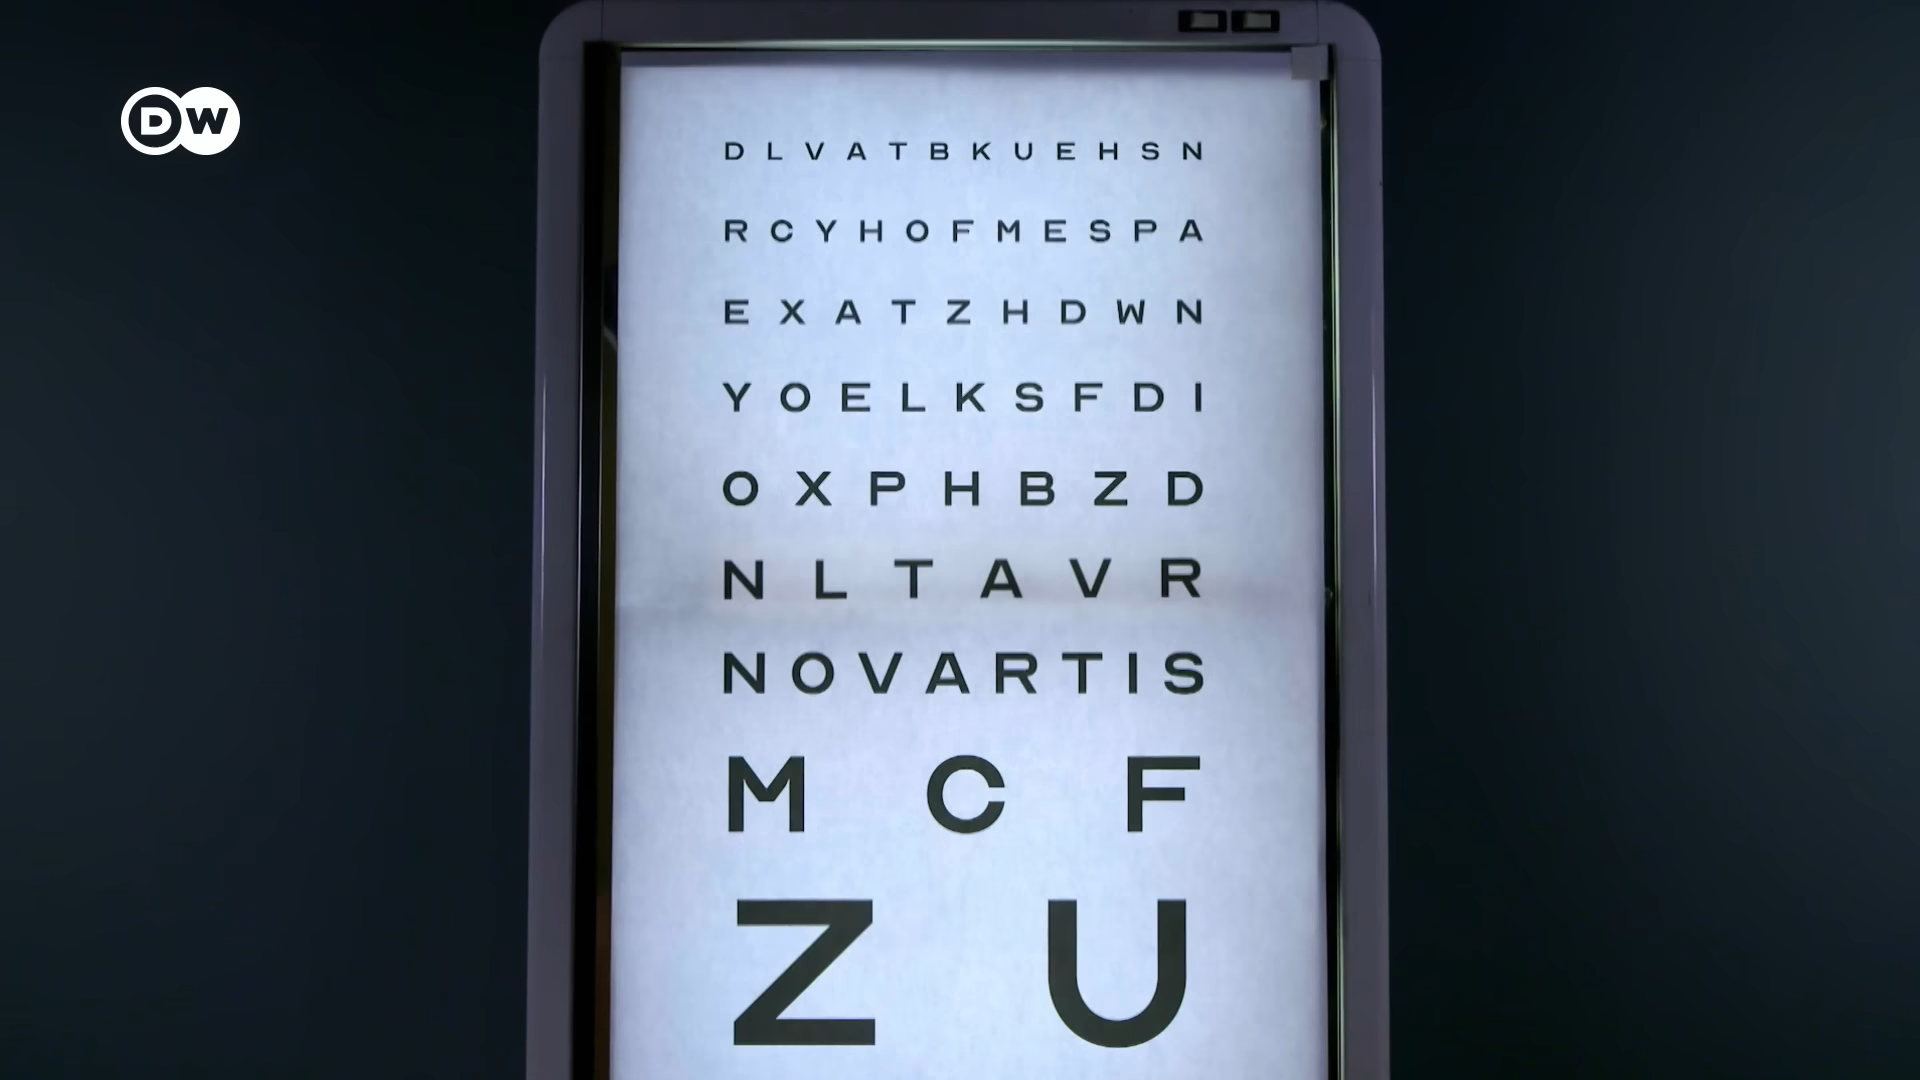 DW
D L V A T B K U E H S N
R C Y H O F M E S P A
E X A T Z H D W N
Y O E L K S F D I
O X P H B Z D
N L T A V R
N O V A R T I S
M C F
Z U